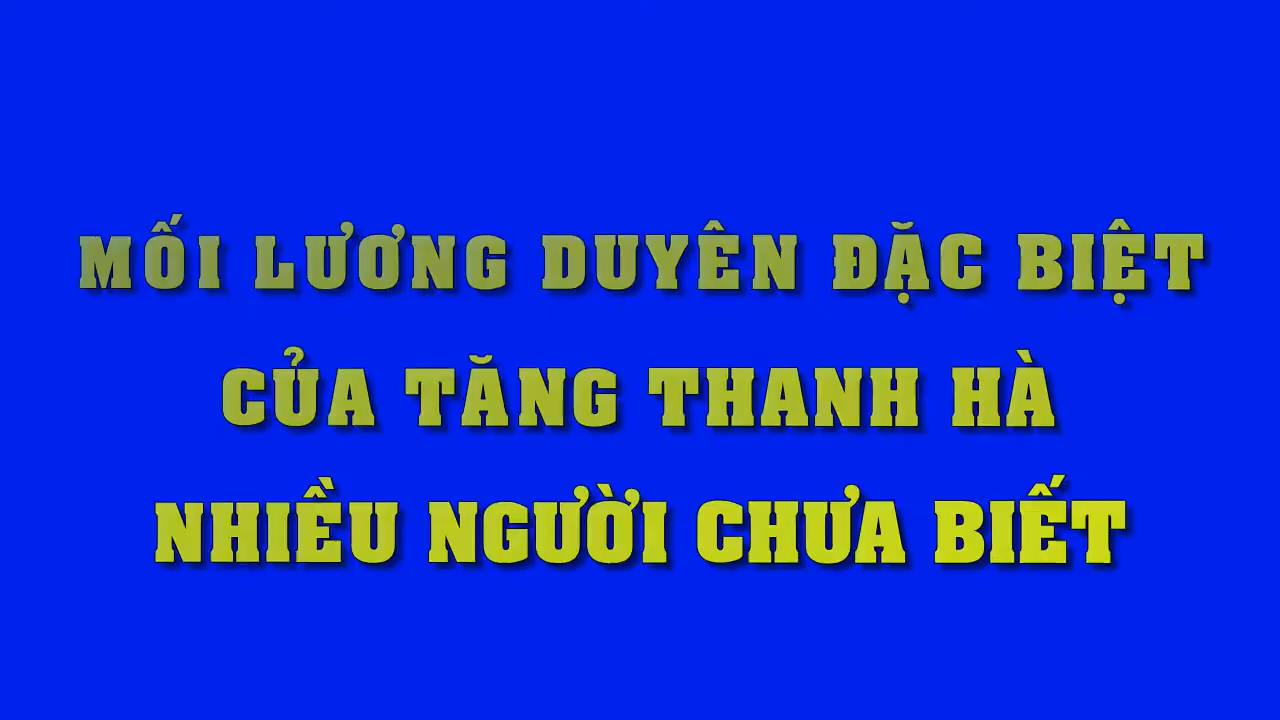 MỐI LƯƠNG DUYÊN ĐẶC BIỆT
CỦA TĂNG THANH HÀ
NHIỀU NGƯỜI CHƯA BIẾT